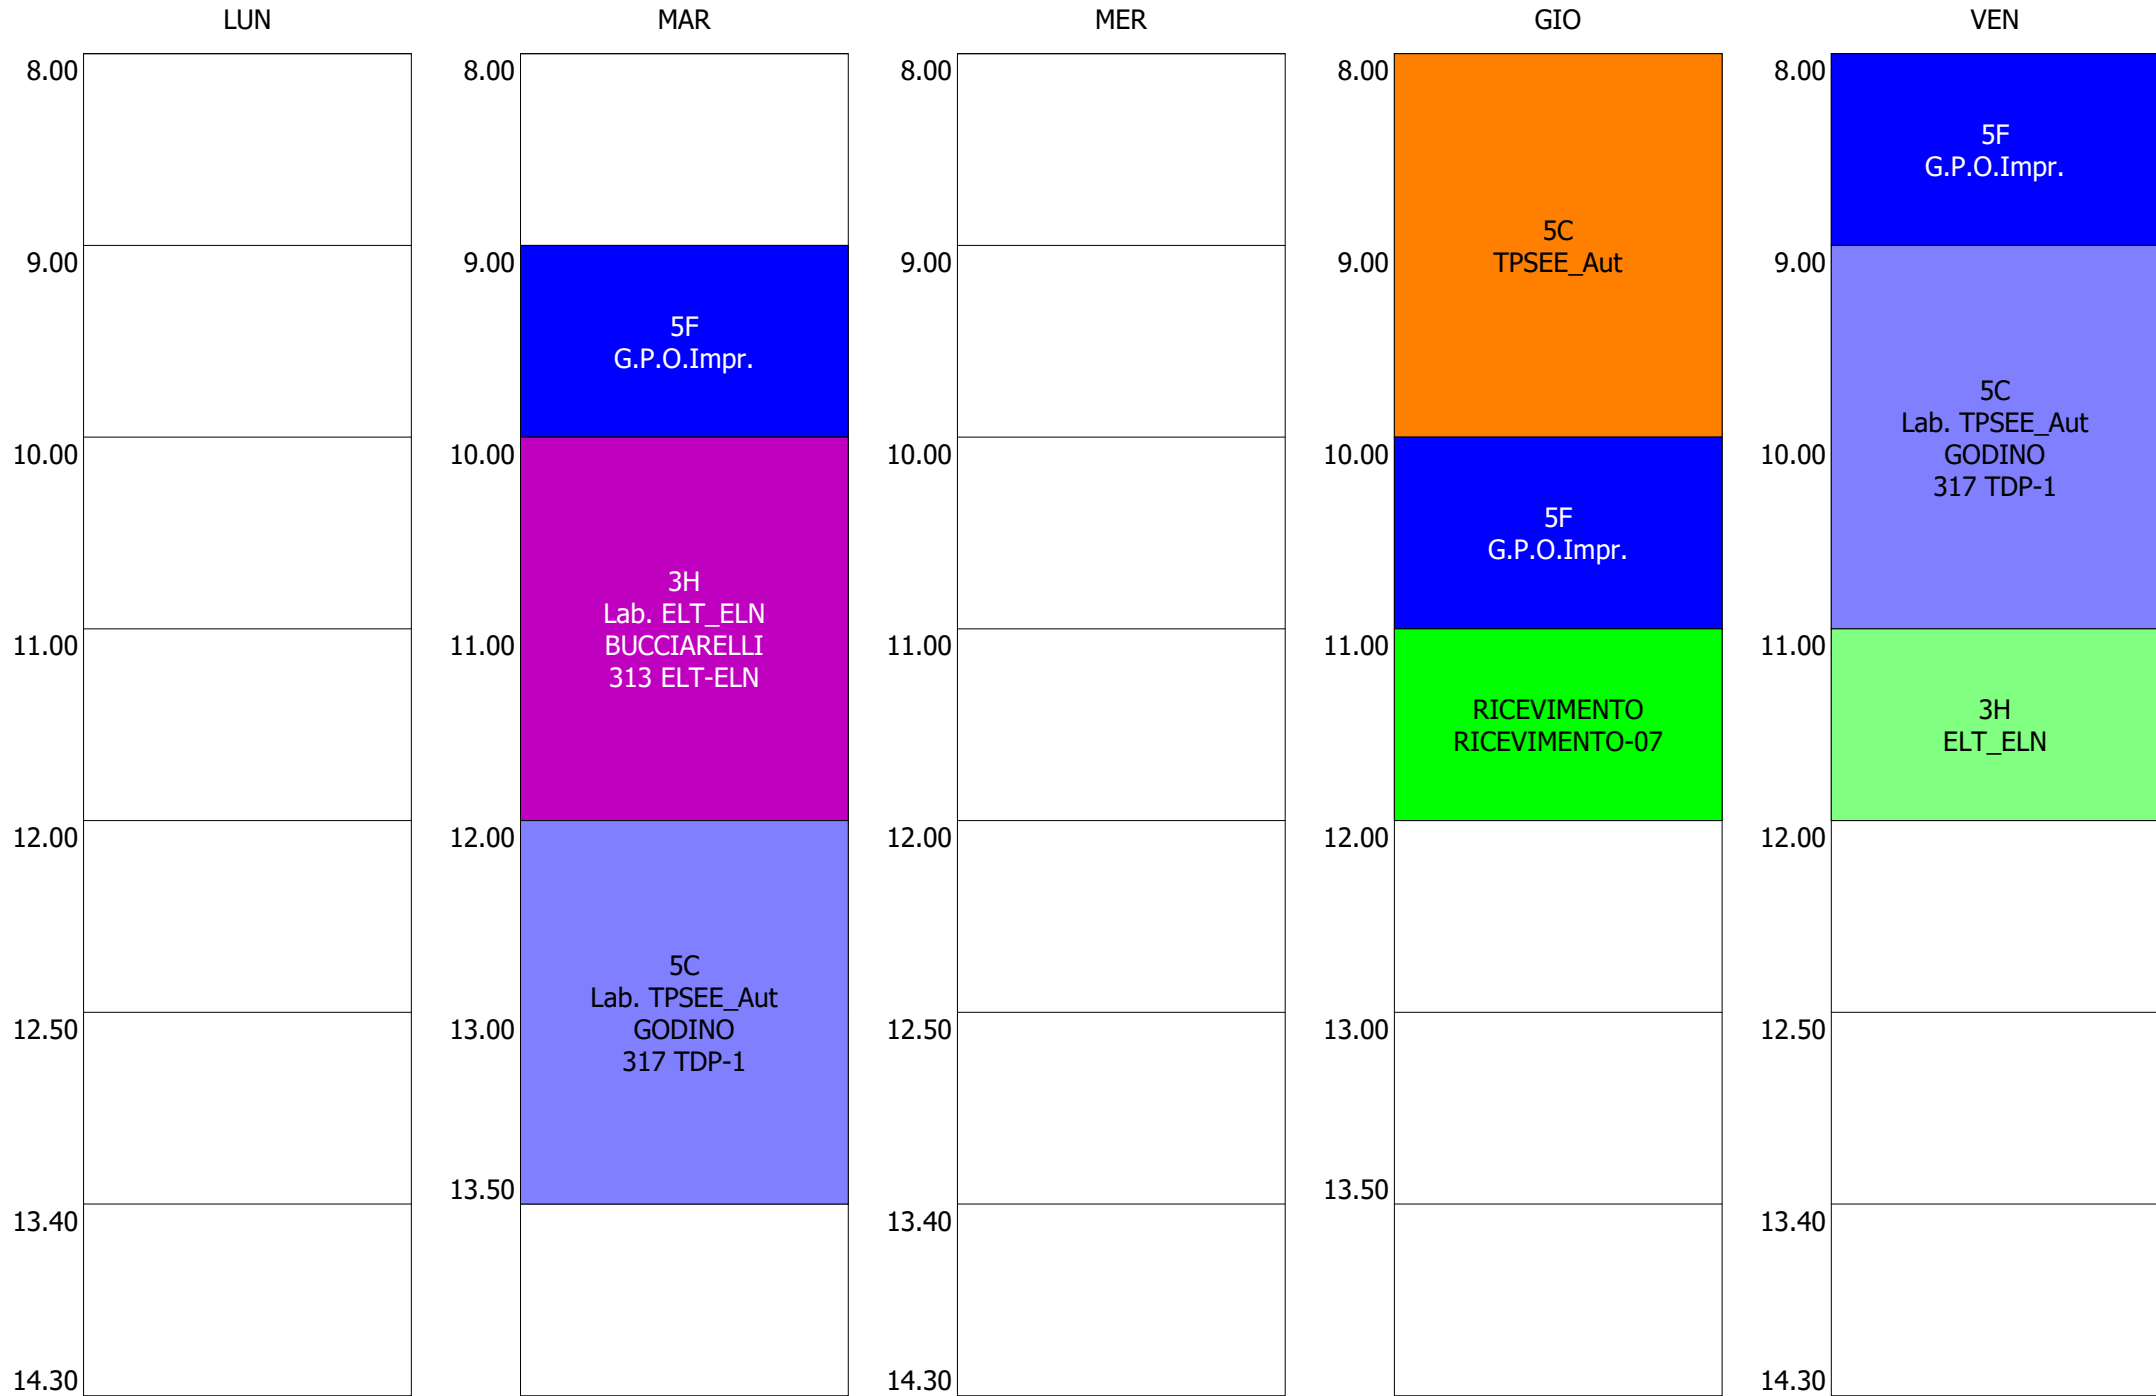 LUN
8.00
9.00
10.00
11.00
12.00
12.50
13.40
14.30
MAR
8.00
9.00
5F
G.P.O.Impr.
10.00
3H
Lab. ELT_ELN
11.00
BUCCIARELLI
313 ELT-ELN
12.00
5C
Lab. TPSEE_Aut
13.00
GODINO
317 TDP-1
13.50
MER
8.00
9.00
10.00
11.00
12.00
12.50
13.40
14.30
GIO
8.00
5C
9.00
TPSEE_Aut
10.00
5F
G.P.O.Impr.
11.00
RICEVIMENTO
RICEVIMENTO-07
12.00
13.00
13.50
VEN
8.00
5F
G.P.O.Impr.
9.00
5C
Lab. TPSEE_Aut
10.00
GODINO
317 TDP-1
11.00
3H
ELT_ELN
12.00
12.50
13.40
14.30